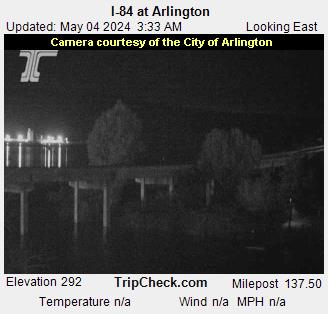 I-84 at Arlington
Updated: May 04 2024 3:33 AM Looking East
Camera courtesy of the City of Arlington
Elevation 292 TripCheck.com Milepost 137.50
Temperature n/a Wind n/a MPH n/a